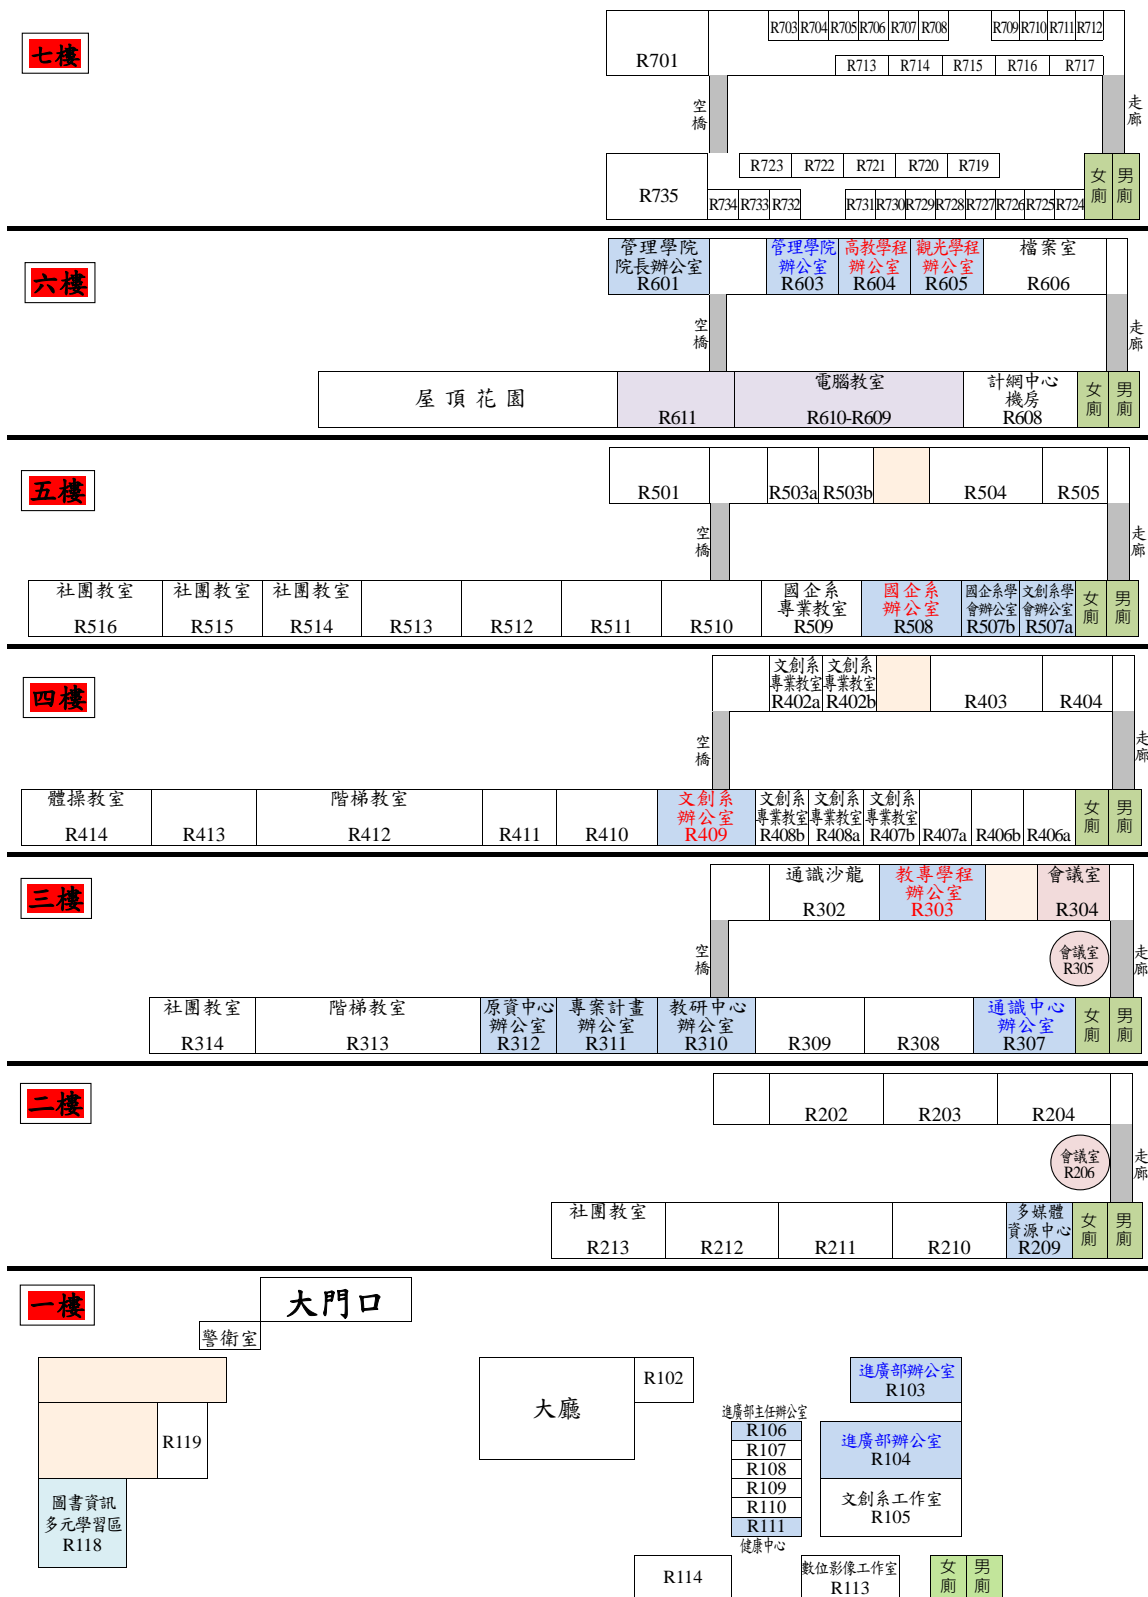 七樓
R703 R704 R705 R706 R707 R708 R709 R710 R711 R712
R701
R713 R714 R715 R716 R717
空橋
走廊
R723 R722 R721 R720 R719
R735
R734 R733 R732 R731 R730 R729 R728 R727 R726 R725 R724
女廁 男廁
六樓
管理學院
院長辦公室
R601
管理學院
辦公室
R603
高教學程
辦公室
R604
觀光學程
辦公室
R605
檔案室
R606
空橋
走廊
屋頂花園
R611
電腦教室
R610-R609
計網中心
機房
R608
女廁 男廁
五樓
R501 R503a R503b R504 R505
空橋
走廊
社團教室
R516
社團教室
R515
社團教室
R514
R513 R512 R511 R510
國企系
專業教室
R509
國企系
辦公室
R508
國企系學
會辦公室
R507b
文創系學
會辦公室
R507a
女廁 男廁
四樓
文創系
專業教室
R402a
文創系
專業教室
R402b
R403 R404
空橋
走廊
體操教室
R414
R413
階梯教室
R412
R411 R410
文創系
辦公室
R409
文創系
專業教室
R408b
文創系
專業教室
R408a
文創系
專業教室
R407b
R407a R406b R406a
女廁 男廁
三樓
通識沙龍
R302
教專學程
辦公室
R303
會議室
R304
會議室
R305
空橋
走廊
社團教室
R314
階梯教室
R313
原資中心
辦公室
R312
專案計畫
辦公室
R311
教研中心
辦公室
R310
R309 R308
通識中心
辦公室
R307
女廁 男廁
二樓
R202 R203 R204
會議室
R206
走廊
社團教室
R213
R212 R211 R210
多媒體
資源中心
R209
女廁 男廁
一樓
大門口
警衛室
R119
圖書資訊
多元學習區
R118
大廳
R102
進廣部辦公室
R103
進廣部主任辦公室
R106
R107
R108
R109
R110
R111
健康中心
進廣部辦公室
R104
文創系工作室
R105
R114
數位影像工作室
R113
女廁 男廁